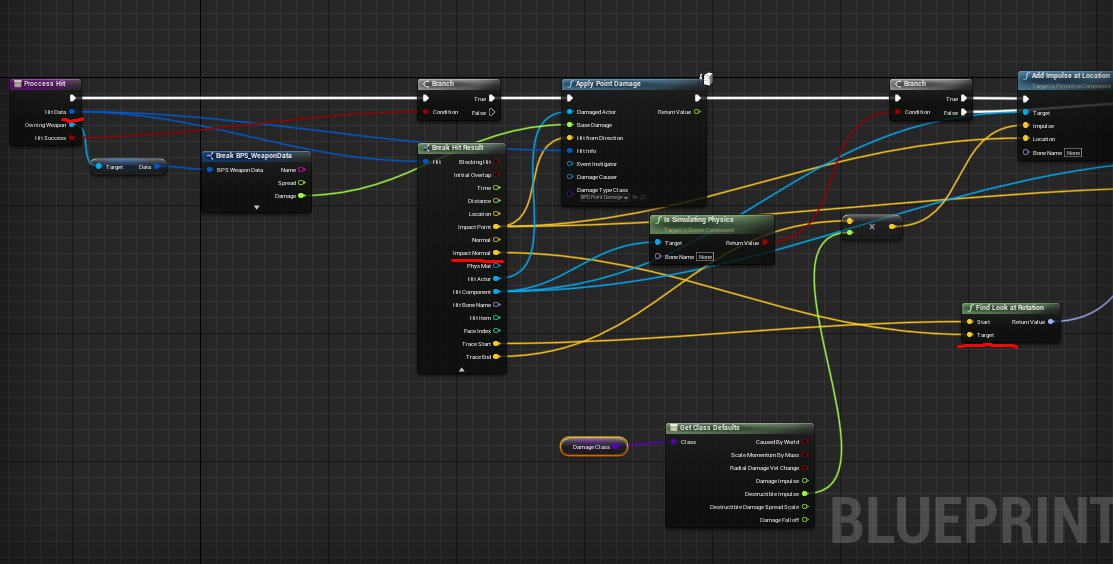 Proccess Hit
Hit Data
Owning Weapon
Hit Success
Target
Data
Break BPS_WeaponData
BPS Weapon Data
Name
Spread
Damage
Branch
True
Condition
False
Break Hit Result
Hit
Blocking Hit
Initial Overlap
Time
Distance
Location
Impact Point
Normal
Impact Normal
Phys Mat
Hit Actor
Hit Component
Hit Bone Name
Hit Item
Face Index
Trace Start
Trace End
Apply Point Damage
Damaged Actor
Return Value
Base Damage
Hit from Direction
Hit Info
Event Instigator
Damage Causer
Damage Type Class
BPD Point Damage
Is Simulating Physics
Target is Scene Component
Target
Return Value
Bone Name
None
Branch
True
Condition
False
Add Impulse at Location
Target is Primitive Component
Target
Impulse
Location
Bone Name
None
Find Look at Rotation
Start
Return Value
Target
Damage Class
Get Class Defaults
Class
Caused By World
Scale Momentum By Mass
Radial Damage Vel Change
Damage Impulse
Destructible Impulse
Destructible Damage Spread Scale
Damage Falloff
BLUEPRINT